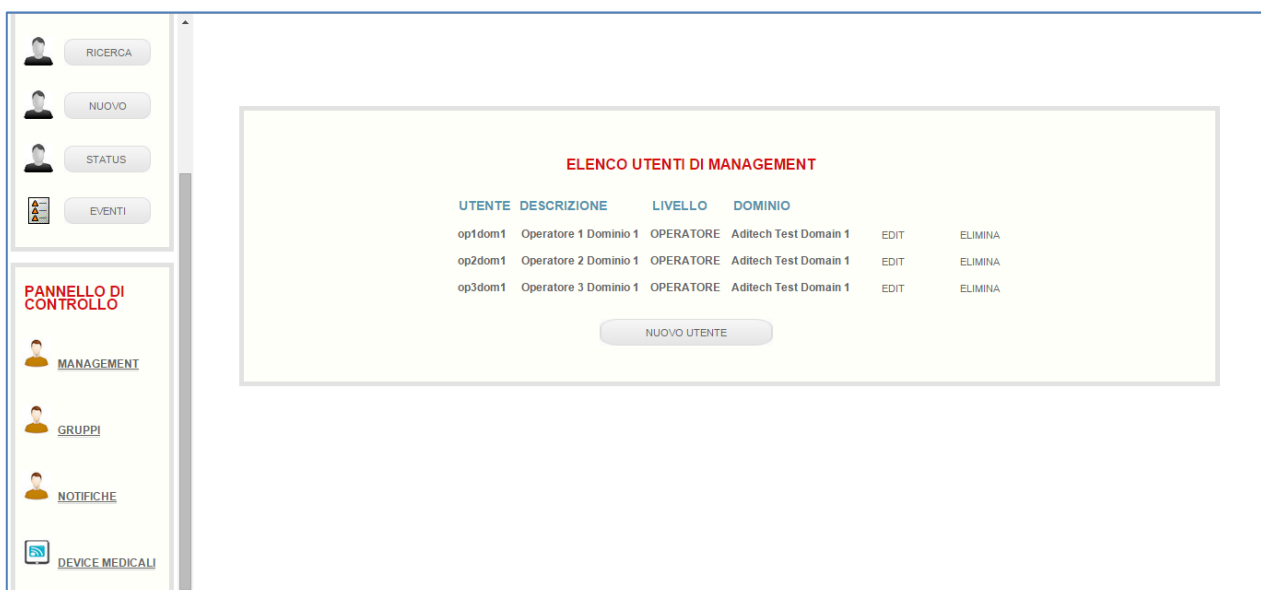 RICERCA
NUOVO
STATUS
EVENTI
PANNELLO DI
CONTROLLO
MANAGEMENT
GRUPPI
NOTIFICHE
DEVICE MEDICALI
ELENCO UTENTI DI MANAGEMENT
UTENTE DESCRIZIONE LIVELLO DOMINIO
op1dom1 Operatore 1 Dominio 1 OPERATORE Aditech Test Domain 1 EDIT ELIMINA
op2dom1 Operatore 2 Dominio 1 OPERATORE Aditech Test Domain 1 EDIT ELIMINA
op3dom1 Operatore 3 Dominio 1 OPERATORE Aditech Test Domain 1 EDIT ELIMINA
NUOVO UTENTE